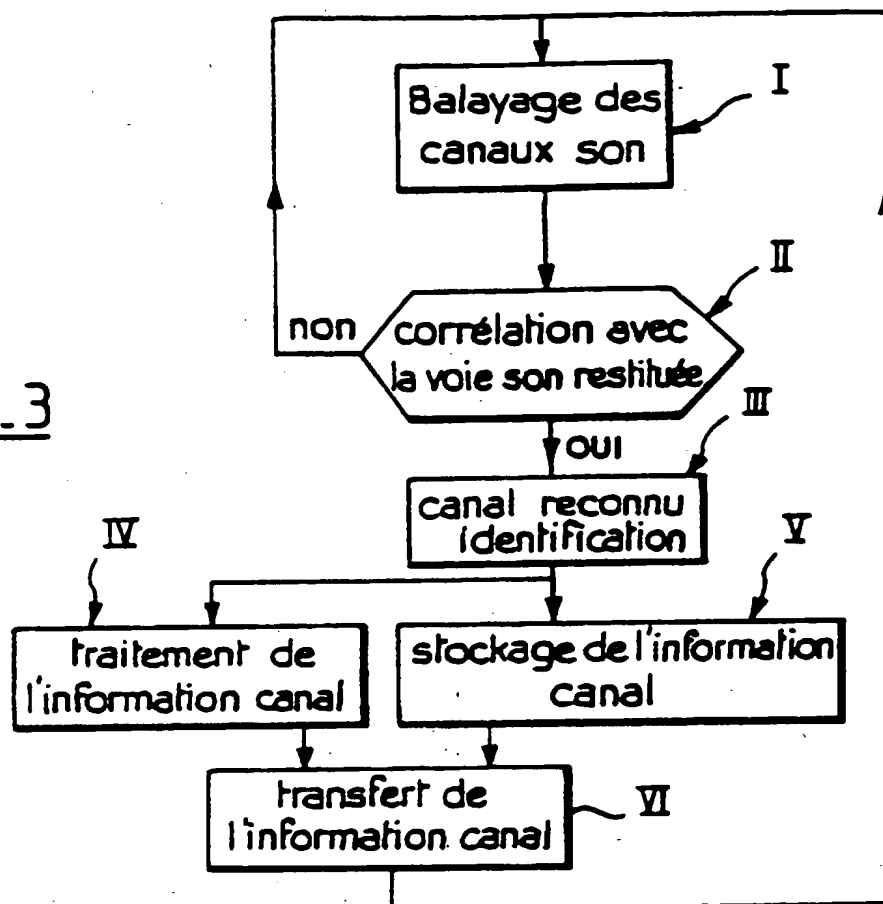 Balayage des
canaux son
I
II
non
corrélation avec
la voie son restituée
.3
III
oui
canal reconnu
identification
IV
V
traitement de
l'information canal
stockage de l'information
canal
transfert de
l'information canal
VI